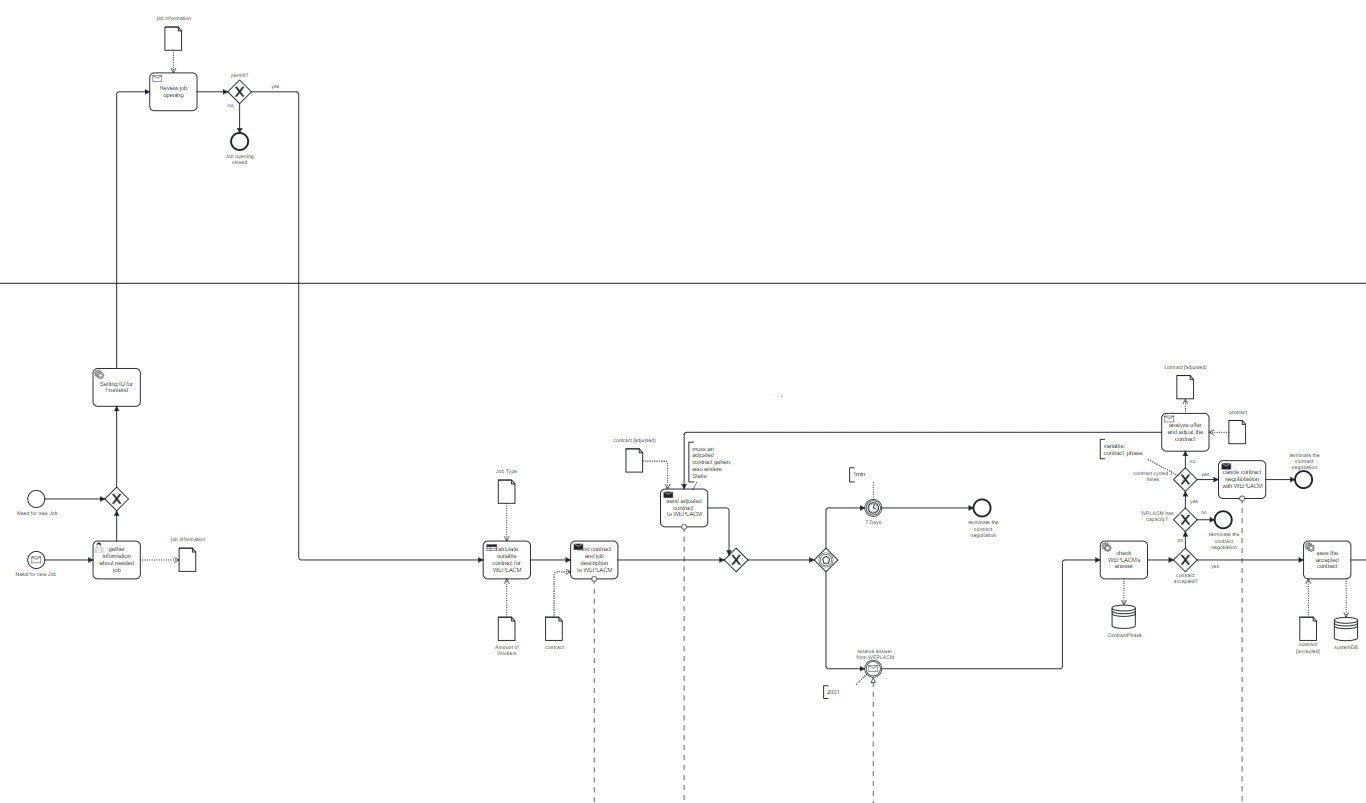 job information
Review job
opening
permit?
yes
no
Job opening
closed
Setting ID for
Frontend
Need for new Job
Need for new Job
gather
information
about needed
job
job information
Job Type
calculate
suitable
contract for
WEPLACM
Amount of
Workers
send contract
and job
description
to WEPLACM
contract
contract [adjusted]
muss an
adjusted
contract gehen,
also andere
Stelle
send adjusted
contract
to WEPLACM
1min
7 Days
terminate the
contract
negotiation
receive answer
from WEPLACM
2001
check
WEPLACM's
answer
ContractPhase
contract
accepted?
yes
no
WPLACM has
capacity?
no
terminate the
contract
negotiation
yes
contract cycled 3
times
variable:
contract_phase
no
yes
analyze offer
and adjust the
contract
contract [adjusted]
contract
cancle contract
negotiotiation
with WEPLACM
terminate the
contract
negotiation
save the
accepted
contract
contract
[accepted]
systemDB